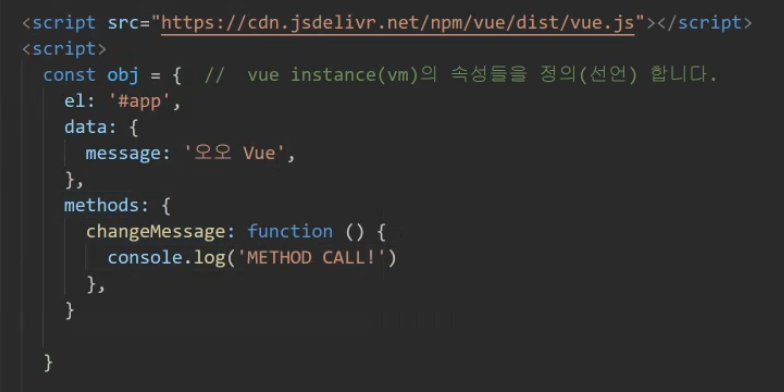 <script src="https://cdn.jsdelivr.net/npm/vue/dist/vue.js"></script>
<script>
  const obj = {  //  vue instance(vm)의 속성들을 정의(선언) 합니다.
    el: '#app',
    data: {
      message: '오오 Vue',
    },
    methods: {
      changeMessage: function () {
        console.log('METHOD CALL!')
      },
    }
  }